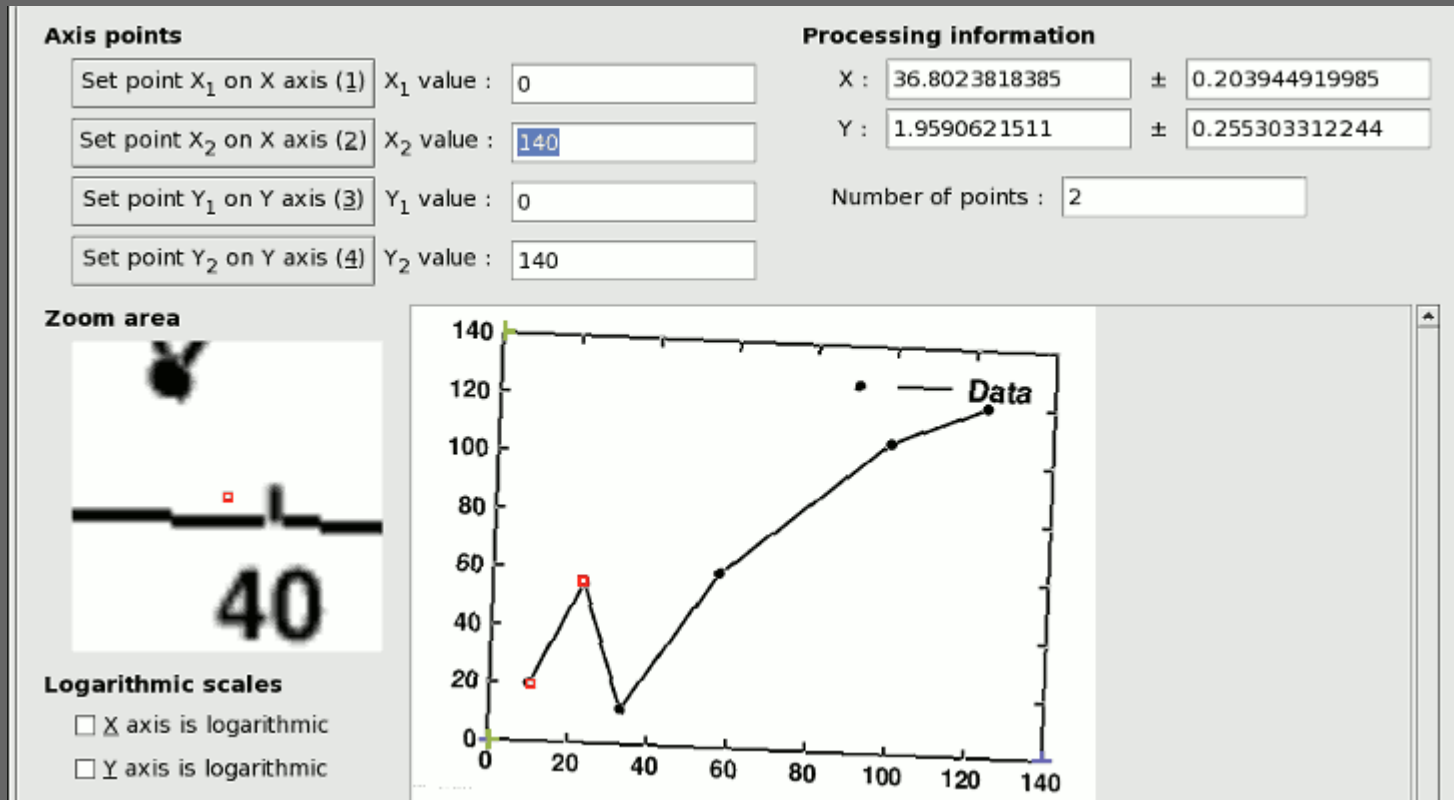 Axis points
Set point X1 on X axis (1) X1 value : 0
Set point X2 on X axis (2) X2 value : 140
Set point Y1 on Y axis (3) Y1 value : 0
Set point Y2 on Y axis (4) Y2 value : 140
Processing information
X : 36.8023818385 ± 0.203944919985
Y : 1.9590621511 ± 0.255303312244
Number of points : 2
Zoom area
40
Logarithmic scales
X axis is logarithmic
Y axis is logarithmic
140
120
100
80
60
40
20
0
Data
0 20 40 60 80 100 120 140